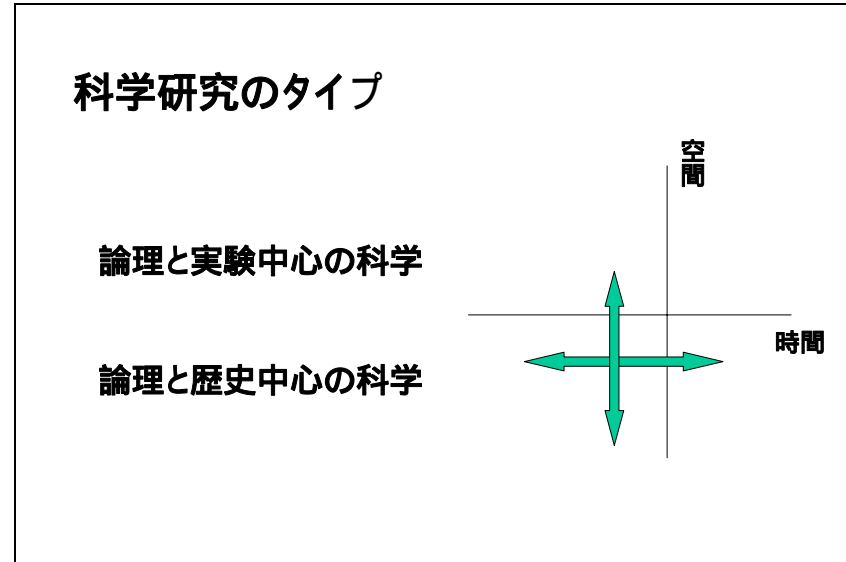 科学研究のタイプ
空間
論理と実験中心の科学
時間
論理と歴史中心の科学